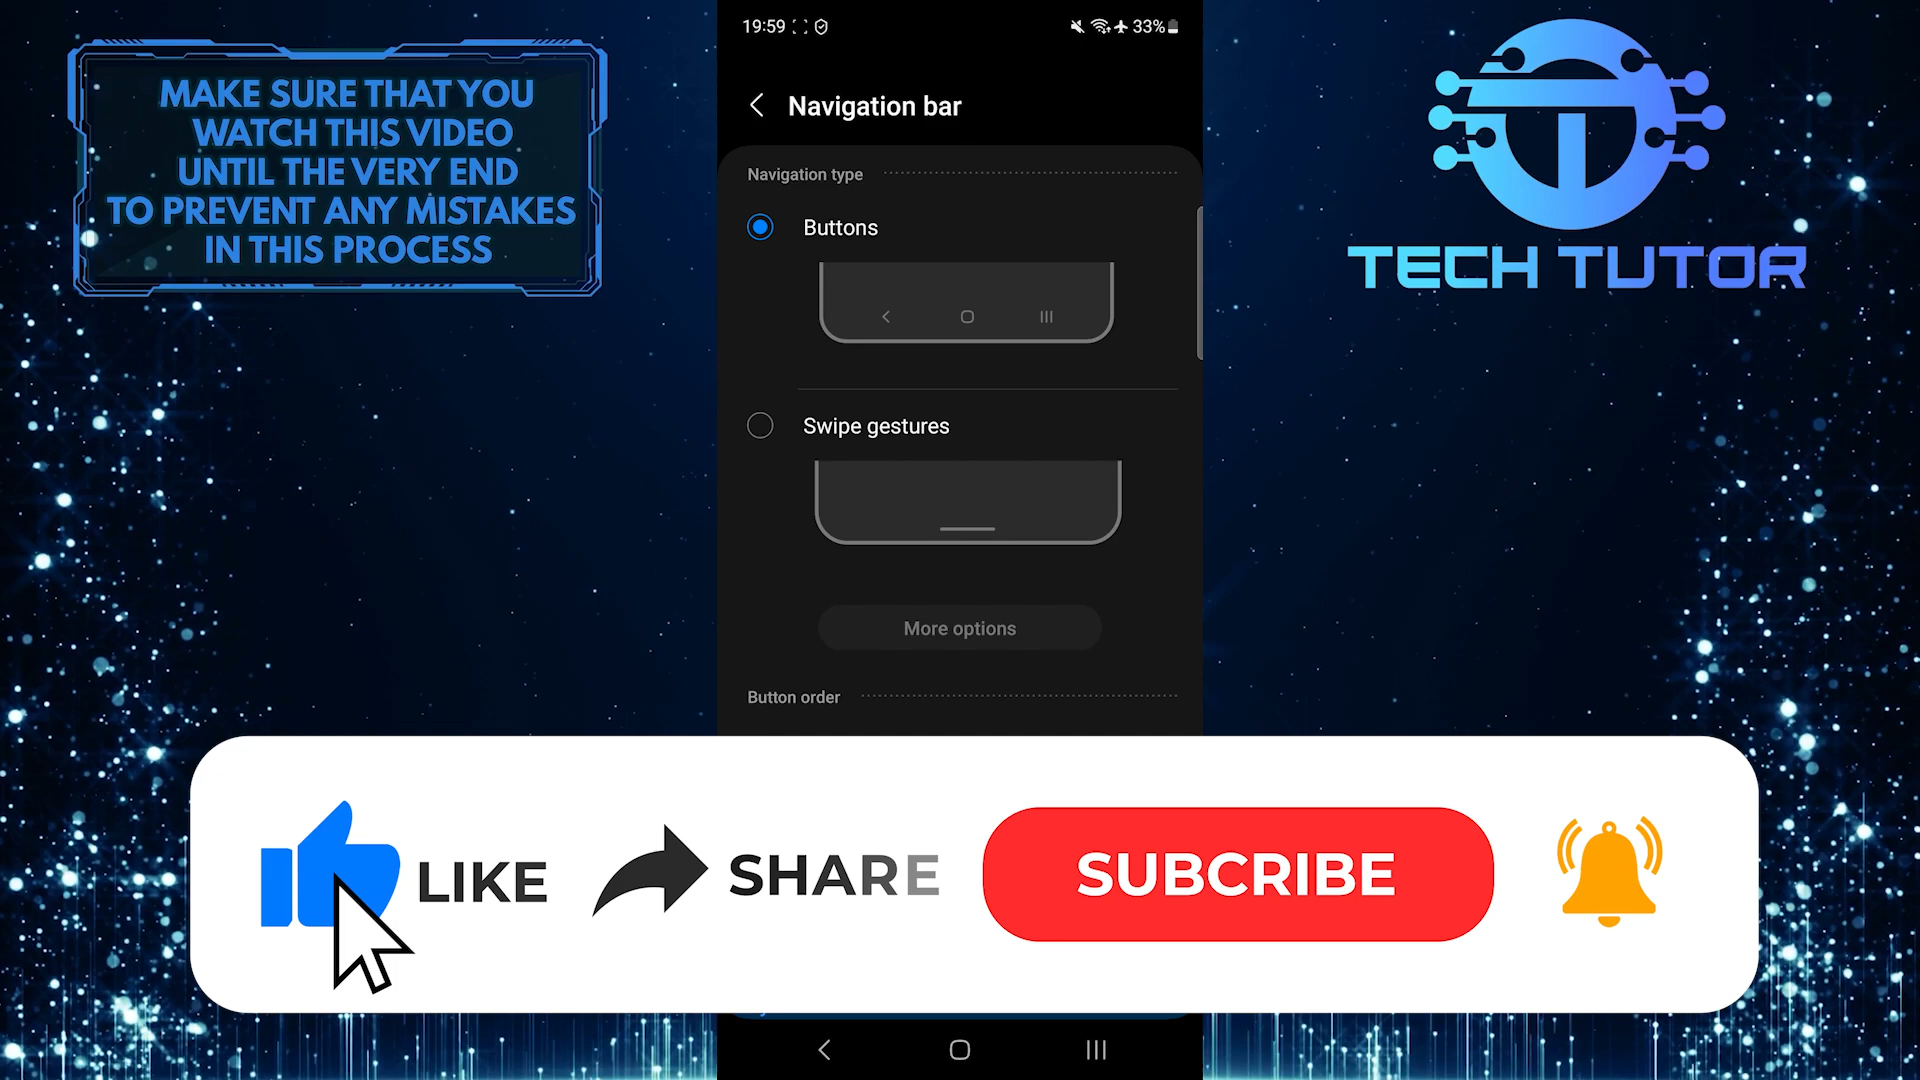 MAKE SURE THAT YOU
WATCH THIS VIDEO
UNTIL THE VERY END
TO PREVENT ANY MISTAKES
IN THIS PROCESS
19:59
33%
Navigation bar
Navigation type
Buttons
Swipe gestures
More options
Button order
TECH TUTOR
LIKE
SHARE
SUBCRIBE